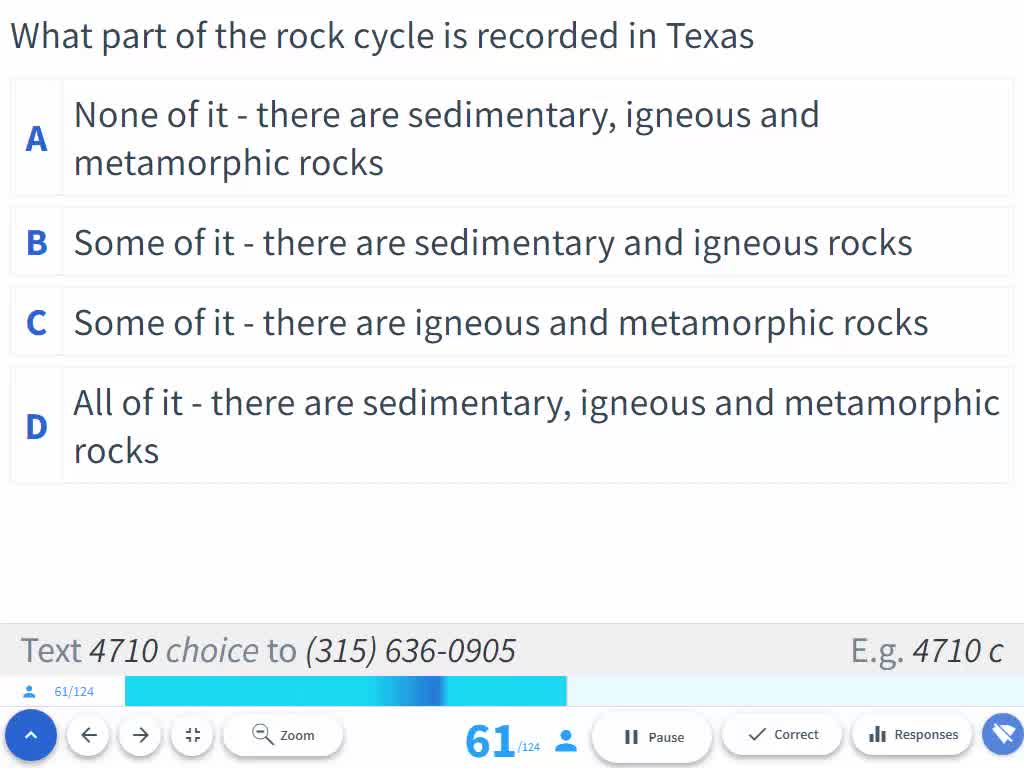 What part of the rock cycle is recorded in Texas
A
None of it - there are sedimentary, igneous and
metamorphic rocks
B
Some of it - there are sedimentary and igneous rocks
C
Some of it - there are igneous and metamorphic rocks
D
All of it - there are sedimentary, igneous and metamorphic
rocks
Text 4710 choice to (315) 636-0905
E.g. 4710 c
61/124
Zoom
61/124
Pause
Correct
Responses